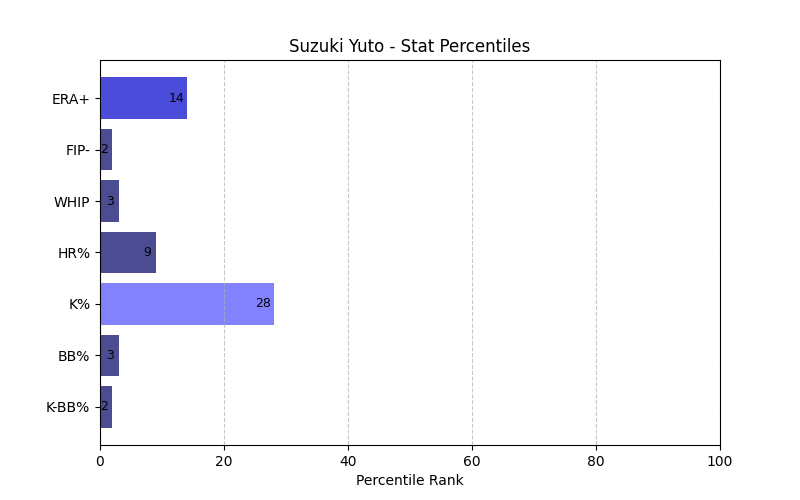 Suzuki Yuto - Stat Percentiles
ERA+ 14
FIP- 2
WHIP 3
HR% 9
K% 28
BB% 3
K-BB% 2
0 20 40 60 80 100
Percentile Rank